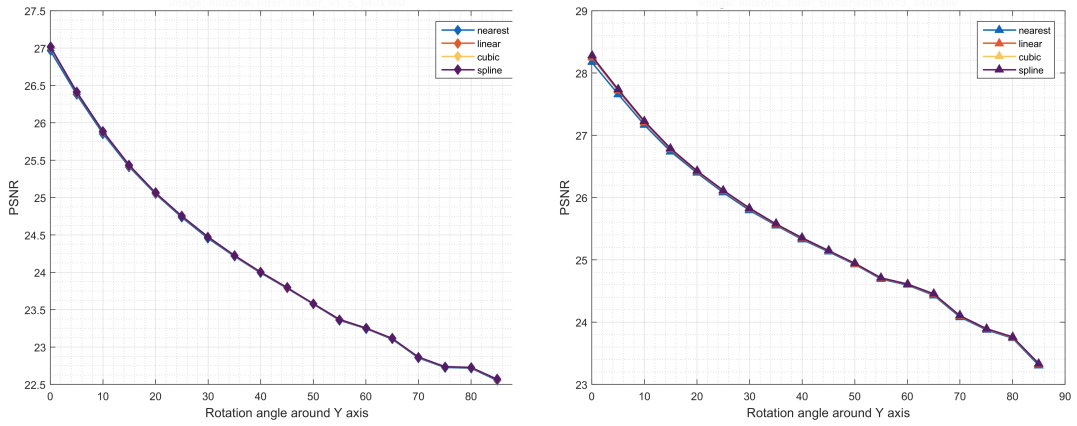 27.5
27
26.5
26
25.5
25
24.5
24
23.5
23
22.5
0 10 20 30 40 50 60 70 80
PSNR
Rotation angle around Y axis
nearest
linear
cubic
spline
29
28
27
26
25
24
23
0 10 20 30 40 50 60 70 80 90
PSNR
Rotation angle around Y axis
nearest
linear
cubic
spline